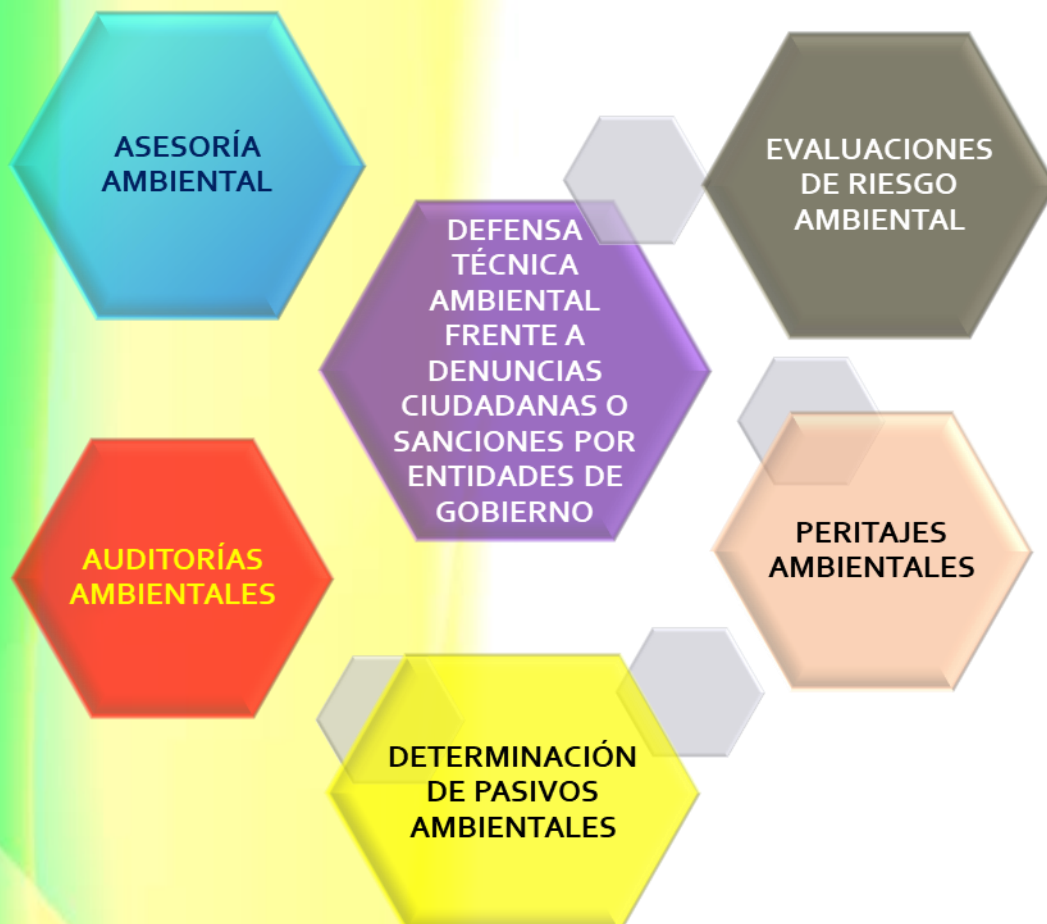 ASESORÍA
AMBIENTAL
EVALUACIONES
DE RIESGO
AMBIENTAL
DEFENSA
TÉCNICA
AMBIENTAL
FRENTE A
DENUNCIAS
CIUDADANAS O
SANCIONES POR
ENTIDADES DE
GOBIERNO
AUDITORÍAS
AMBIENTALES
PERITAJES
AMBIENTALES
DETERMINACIÓN
DE PASIVOS
AMBIENTALES